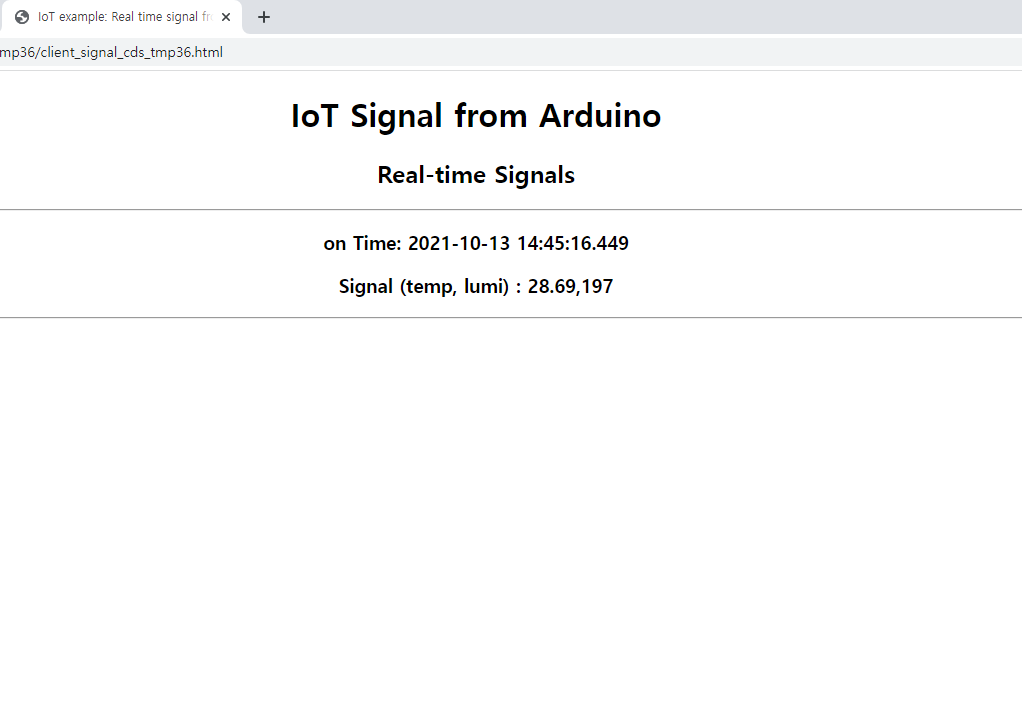 IoT example: Real time signal fr
mp36/client_signal_cds_tmp36.html
IoT Signal from Arduino
Real-time Signals
on Time: 2021-10-13 14:45:16.449
Signal (temp, lumi) : 28.69,197